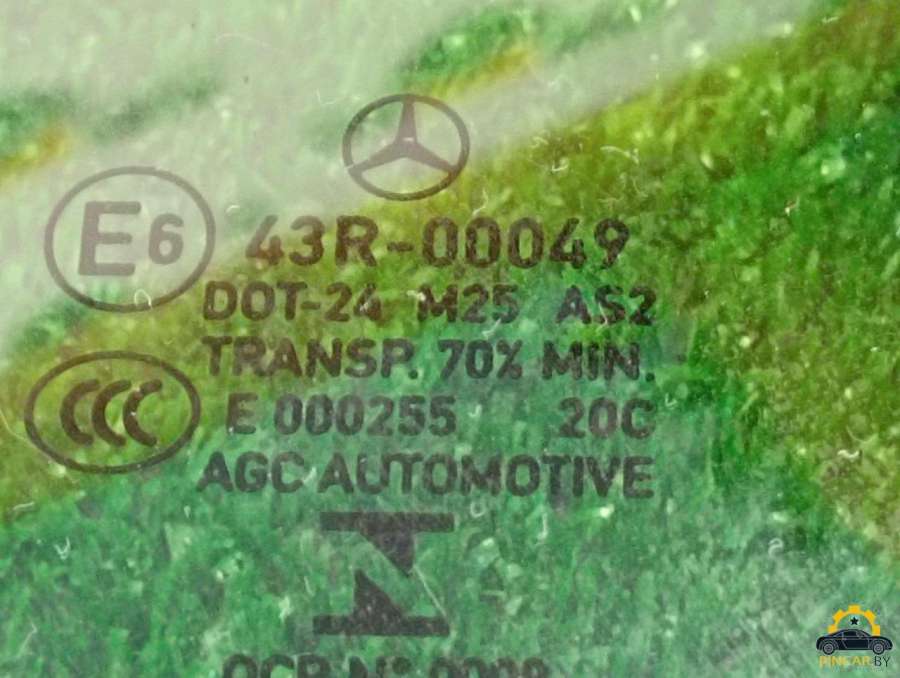 E6 43R-00049
DOT-24 M25 AS2
TRANSP. 70% MIN.
CCC E 000255 20C
AGC AUTOMOTIVE
PINCAR.BY